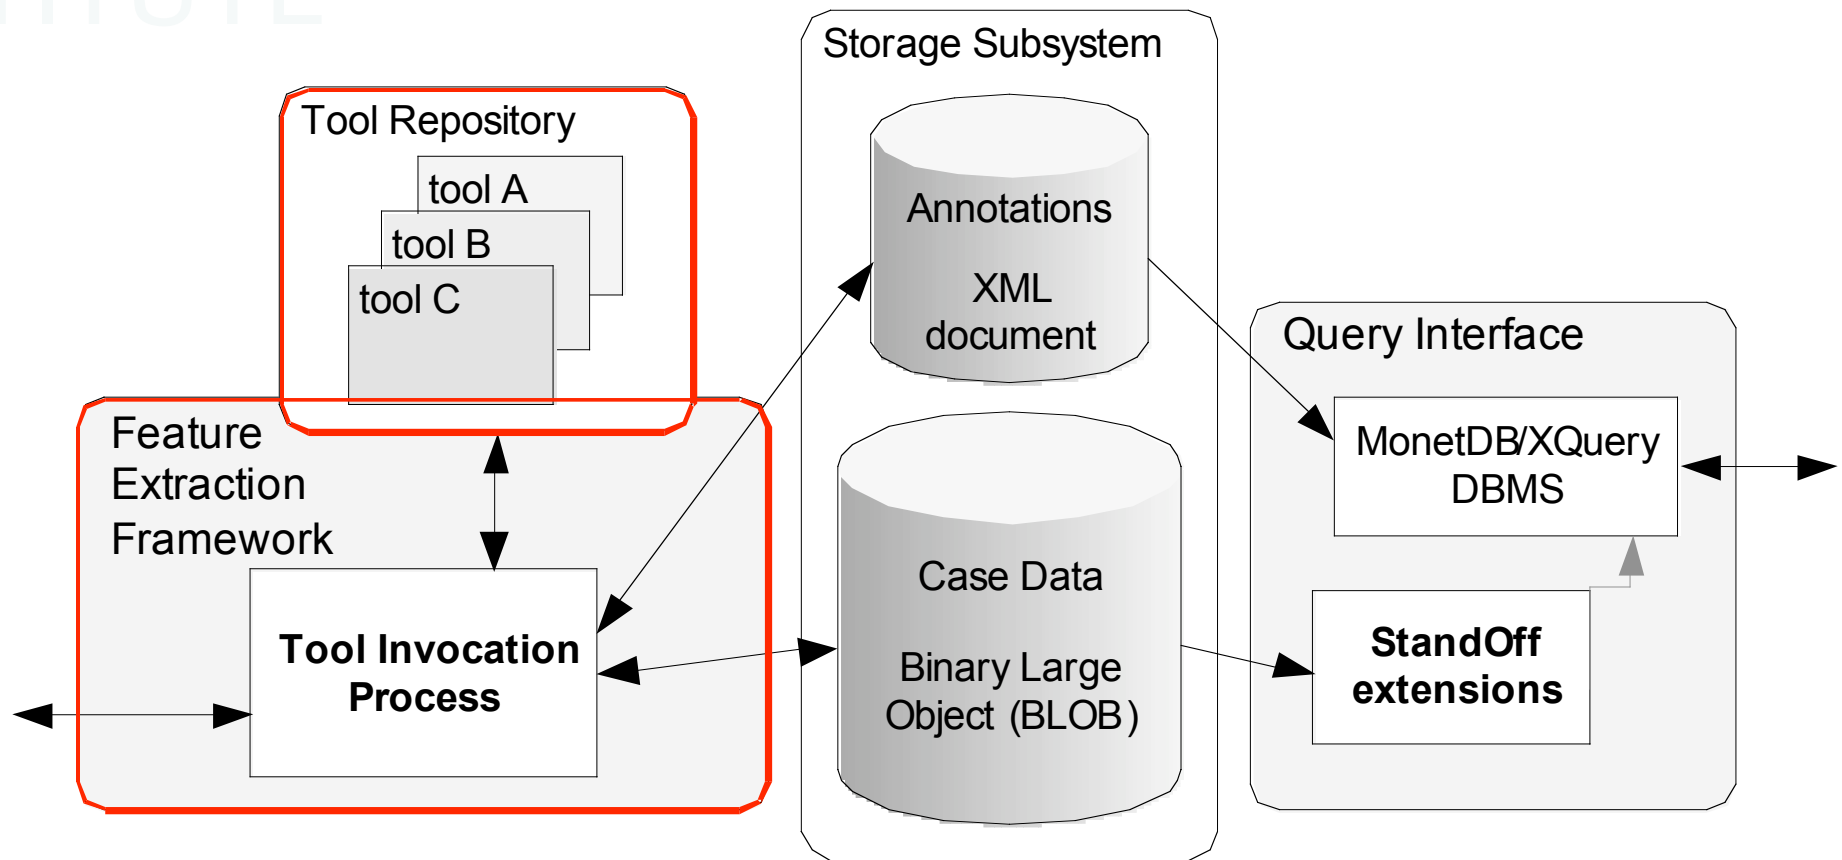 Storage Subsystem
Tool Repository
tool A
tool B
tool C
Annotations
XML
document
Query Interface
Feature
Extraction
Framework
MonetDB/XQuery
DBMS
Case Data
Tool Invocation
Process
Binary Large
Object (BLOB)
StandOff
extensions